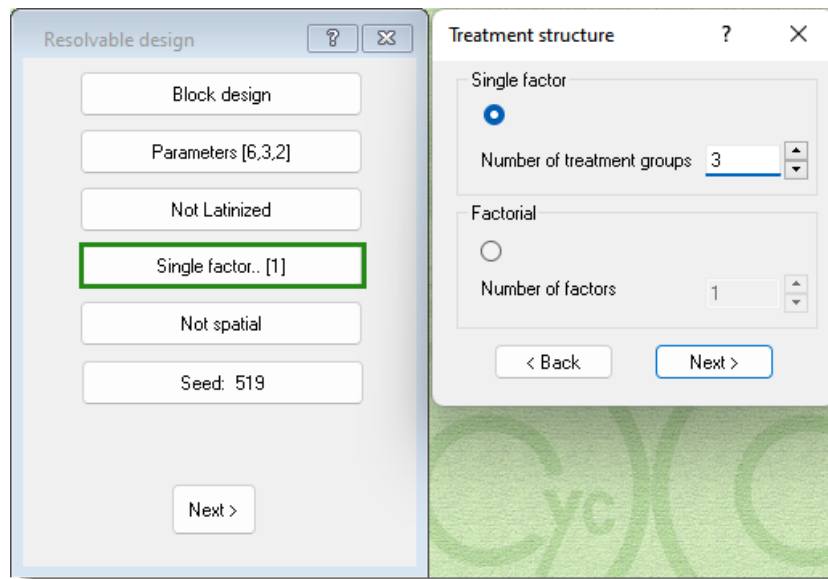 Resolvable design ?
Block design
Parameters [6,3,2]
Not Latinized
Single factor.. [1]
Not spatial
Seed: 519
Next >
Treatment structure ?
Single factor
Number of treatment groups 3
Factorial
Number of factors 1
< Back Next >
Cyc